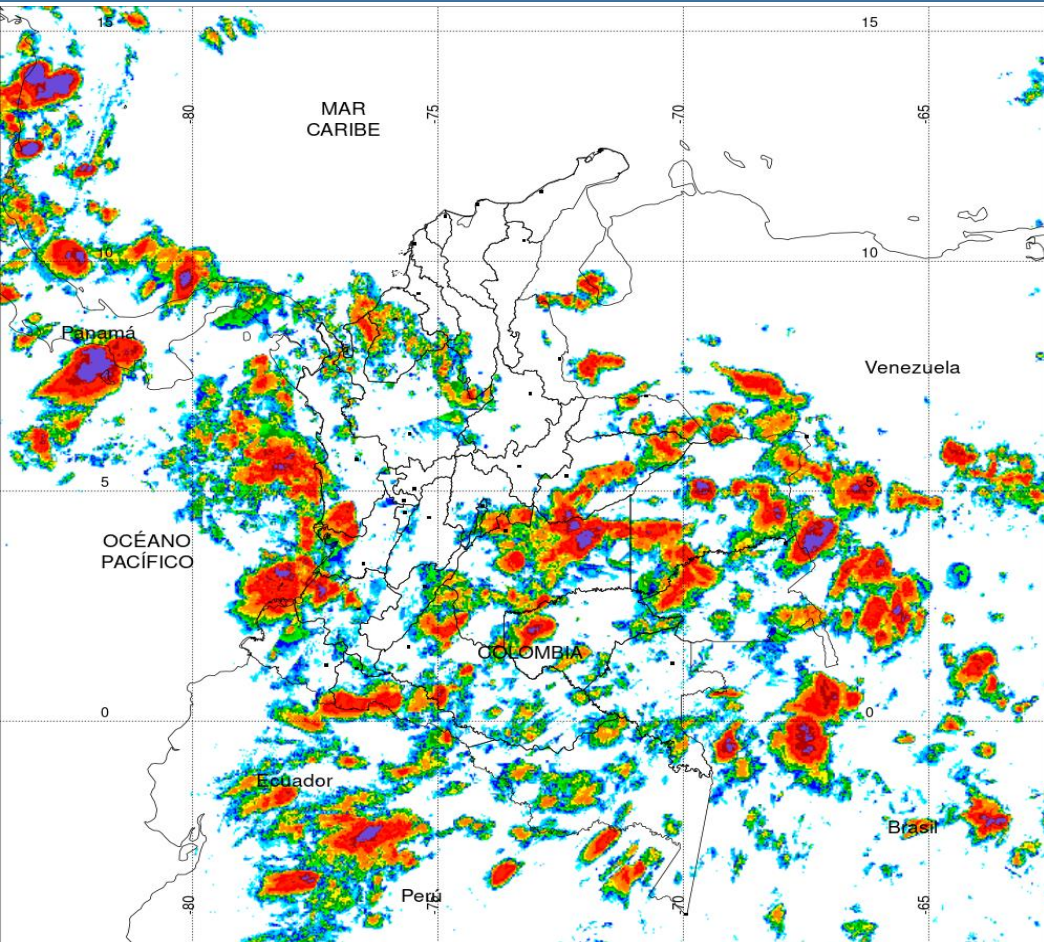 15
15
-80
-75
-70
-65
MAR
CARIBE
10
10
Panamá
Venezuela
5
5
OCÉANO
PACÍFICO
COLOMBIA
0
0
Ecuador
Brasil
Perú
-80
-75
-70
-65